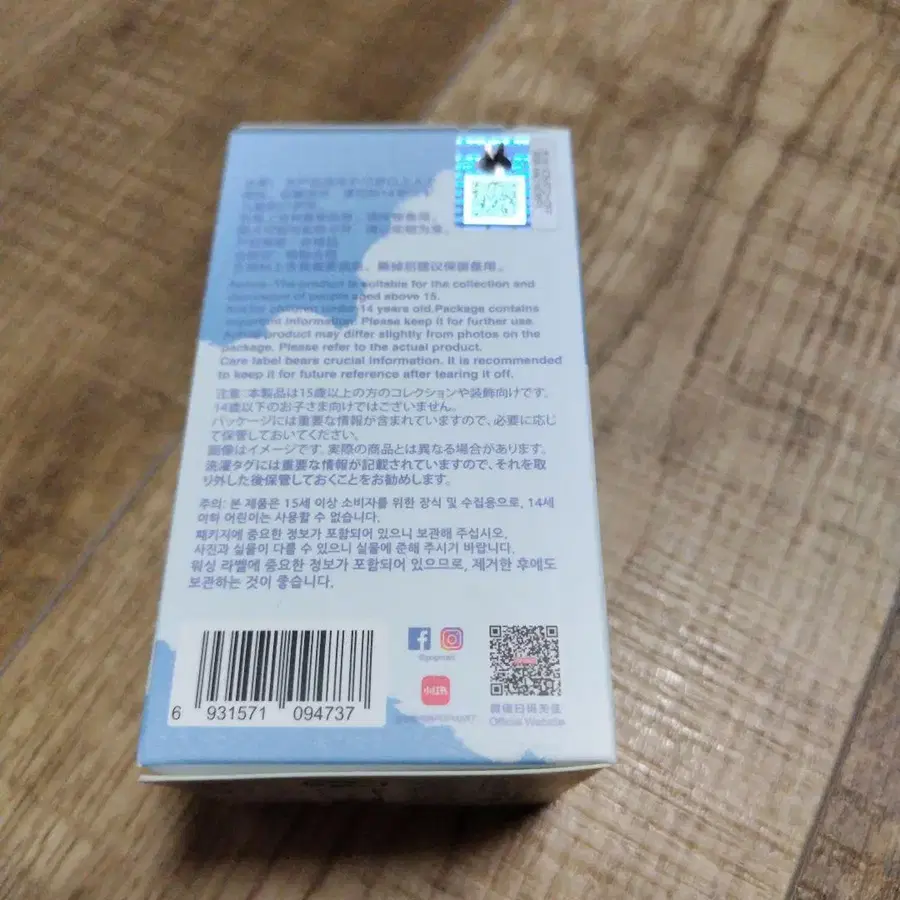 建议保留备用。
Notice: The product is suitable for the collection and
of people aged above 15.
14 years old.Package contains
important information. Please keep it for further use.
product may differ slightly from photos on the
package. Please refer to the actual product.
Care label bears crucial information. It is recommended
to keep it for future reference after tearing it off.
注意:本製品は15歳以上の方のコレクションや装飾向けです。
14歳以下のお子さま向けではございません。
パッケージには重要な情報が含まれていますので、必要に応じ
て保管しておいてください。
画像はイメージです。実際の商品とは異なる場合があります。
洗濯タグには重要な情報が記載されていますので、それを取
り外した後保管しておくことをお勧めします。
주의: 본 제품은 15세 이상 소비자를 위한 장식 및 수집용으로, 14세
이하 어린이는 사용할 수 없습니다.
패키지에 중요한 정보가 포함되어 있으니 보관해 주십시오.
사진과 실물이 다를 수 있으니 실물에 준해 주시기 바랍니다.
워싱 라벨에 중요한 정보가 포함되어 있으므로, 제거한 후에도
보관하는 것이 좋습니다.
6 931571 094737
小红书
微信扫码关注
Official Website